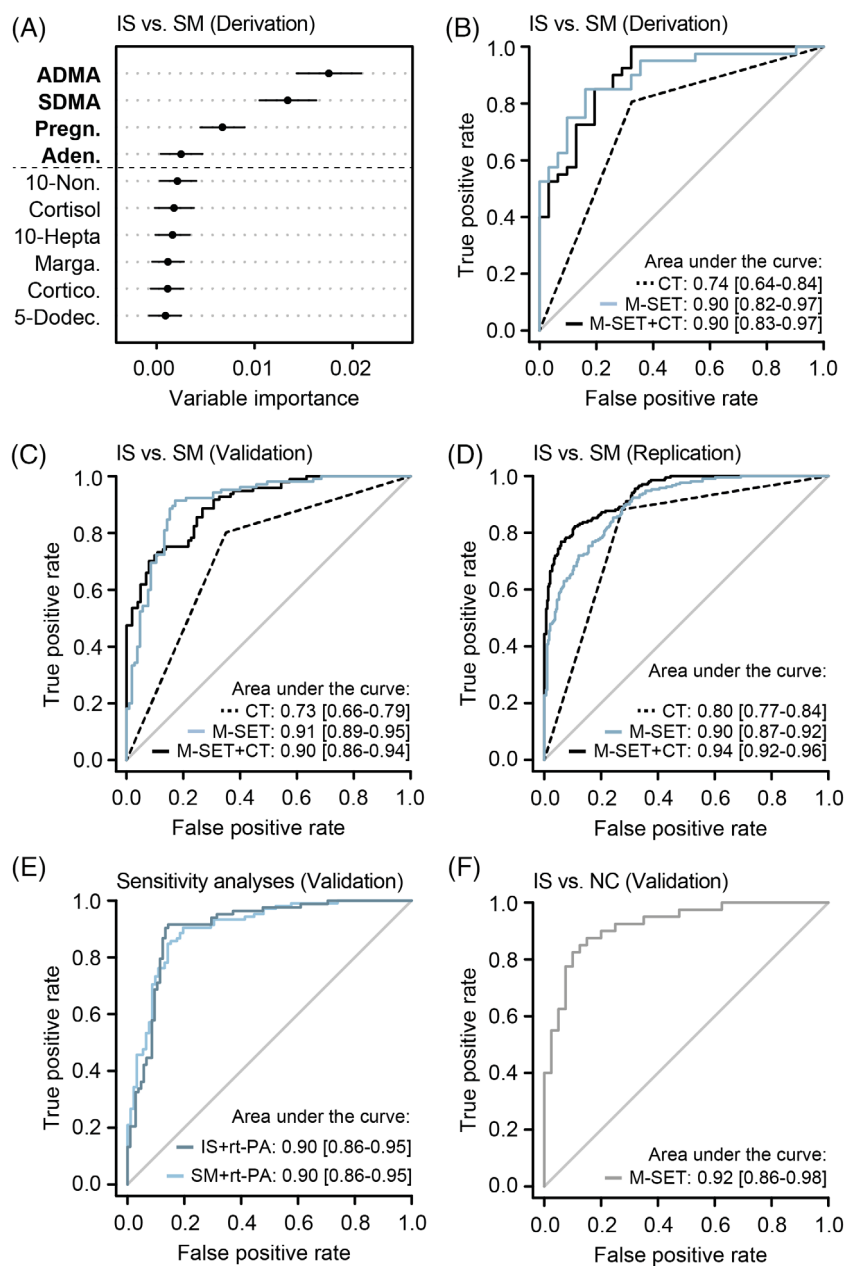 (A) IS vs. SM (Derivation)
ADMA
SDMA
Pregn.
Aden.
10-Non.
Cortisol
10-Hepta
Marga.
Cortico.
5-Dodec.
0.00 0.01 0.02
Variable importance
(B) IS vs. SM (Derivation)
True positive rate
1.0
0.8
0.6
0.4
0.2
0.0
Area under the curve:
CT: 0.74 [0.64-0.84]
M-SET: 0.90 [0.82-0.97]
M-SET+CT: 0.90 [0.83-0.97]
0.0 0.2 0.4 0.6 0.8 1.0
False positive rate
(C) IS vs. SM (Validation)
True positive rate
1.0
0.8
0.6
0.4
0.2
0.0
Area under the curve:
CT: 0.73 [0.66-0.79]
M-SET: 0.91 [0.89-0.95]
M-SET+CT: 0.90 [0.86-0.94]
0.0 0.2 0.4 0.6 0.8 1.0
False positive rate
(D) IS vs. SM (Replication)
True positive rate
1.0
0.8
0.6
0.4
0.2
0.0
Area under the curve:
CT: 0.80 [0.77-0.84]
M-SET: 0.90 [0.87-0.92]
M-SET+CT: 0.94 [0.92-0.96]
0.0 0.2 0.4 0.6 0.8 1.0
False positive rate
(E) Sensitivity analyses (Validation)
True positive rate
1.0
0.8
0.6
0.4
0.2
0.0
Area under the curve:
IS+rt-PA: 0.90 [0.86-0.95]
SM+rt-PA: 0.90 [0.86-0.95]
0.0 0.2 0.4 0.6 0.8 1.0
False positive rate
(F) IS vs. NC (Validation)
True positive rate
1.0
0.8
0.6
0.4
0.2
0.0
Area under the curve:
M-SET: 0.92 [0.86-0.98]
0.0 0.2 0.4 0.6 0.8 1.0
False positive rate